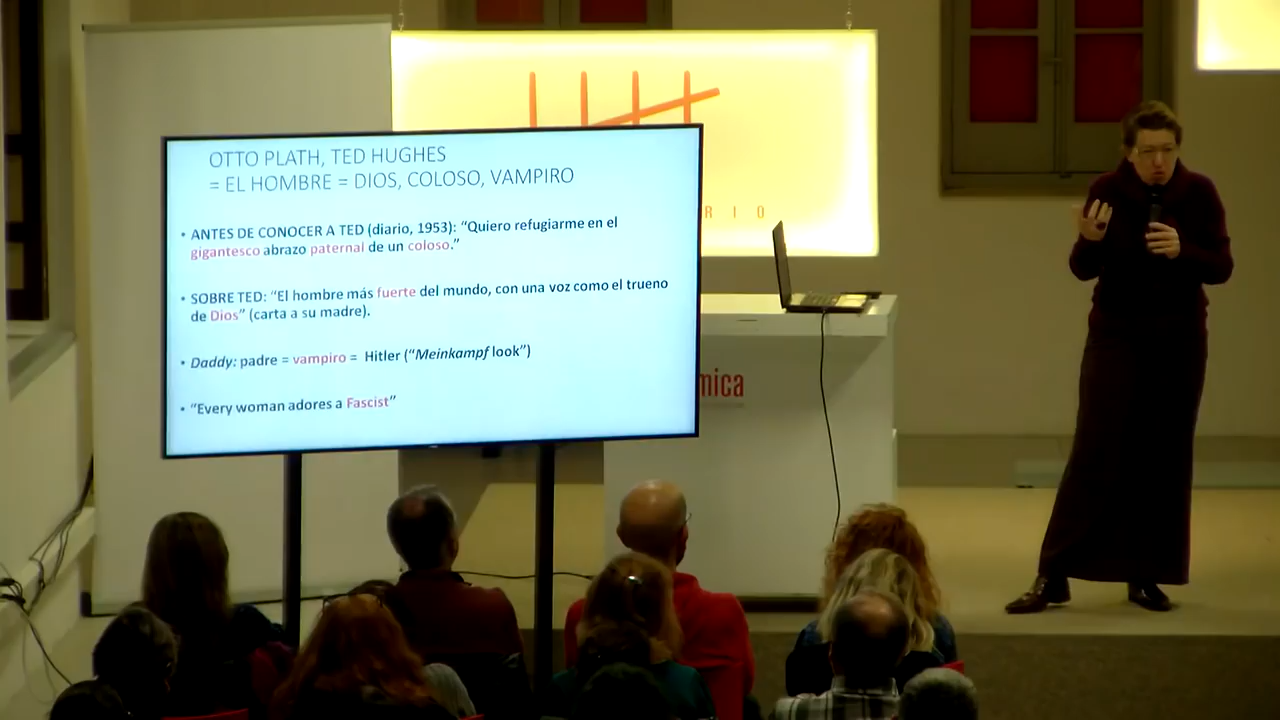 OTTO PLATH, TED HUGHES
= EL HOMBRE = DIOS, COLOSO, VAMPIRO
• ANTES DE CONOCER A TED (diario, 1953): “Quiero refugiarme en el
gigantesco abrazo paternal de un coloso.”
• SOBRE TED: “El hombre más fuerte del mundo, con una voz como el trueno
de Dios” (carta a su madre).
• Daddy: padre = vampiro = Hitler (“Meinkampf look”)
• “Every woman adores a Fascist”
RIO
mica